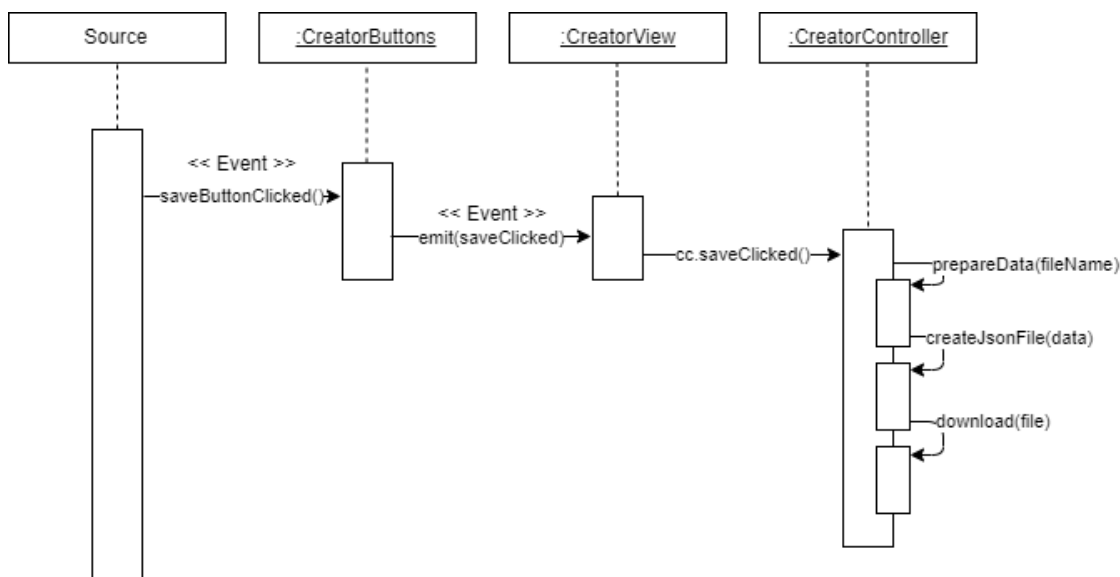 Source
:CreatorButtons
:CreatorView
:CreatorController
<< Event >>
saveButtonClicked()
<< Event >>
emit(saveClicked)
cc.saveClicked()
prepareData(fileName)
createJsonFile(data)
download(file)